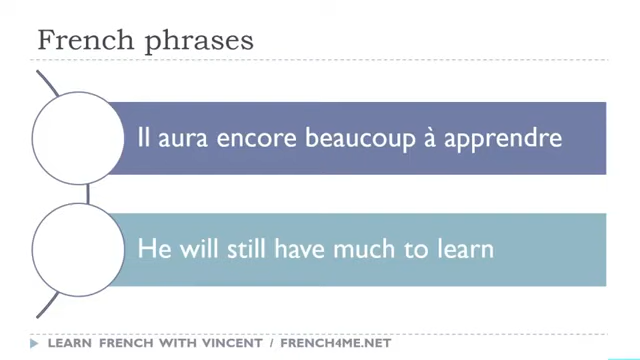 French phrases
Il aura encore beaucoup à apprendre
He will still have much to learn
LEARN FRENCH WITH VINCENT / FRENCH4ME.NET